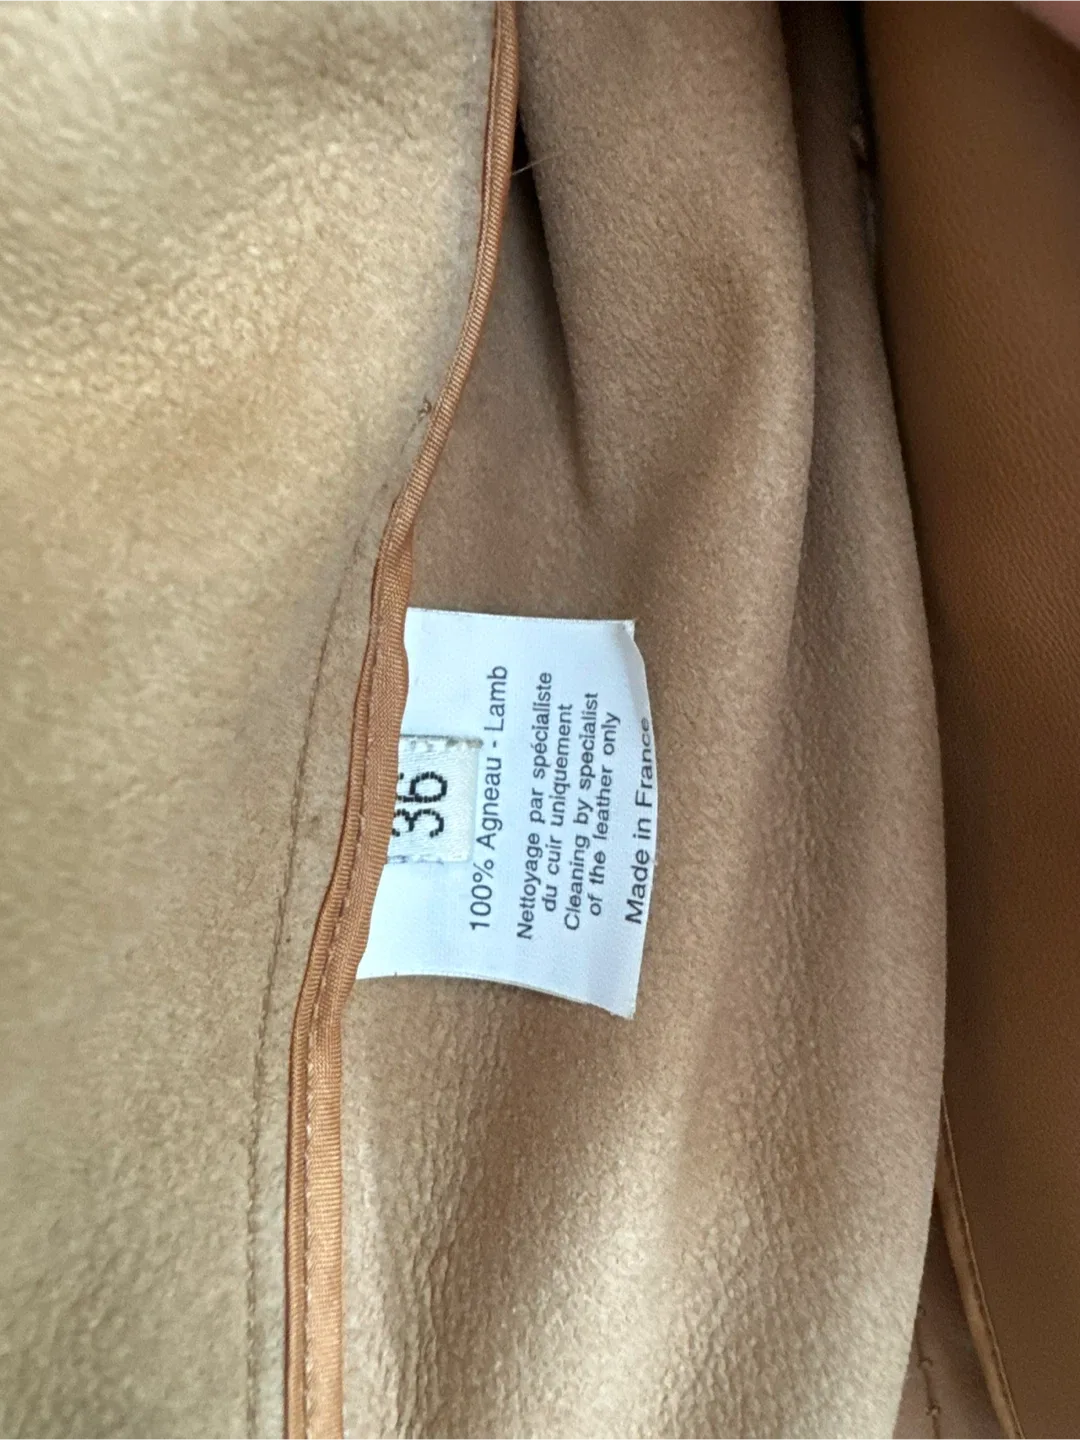 36
100% Agneau - Lamb
Nettoyage par spécialiste
du cuir uniquement
Cleaning by specialist
of the leather only
Made in France